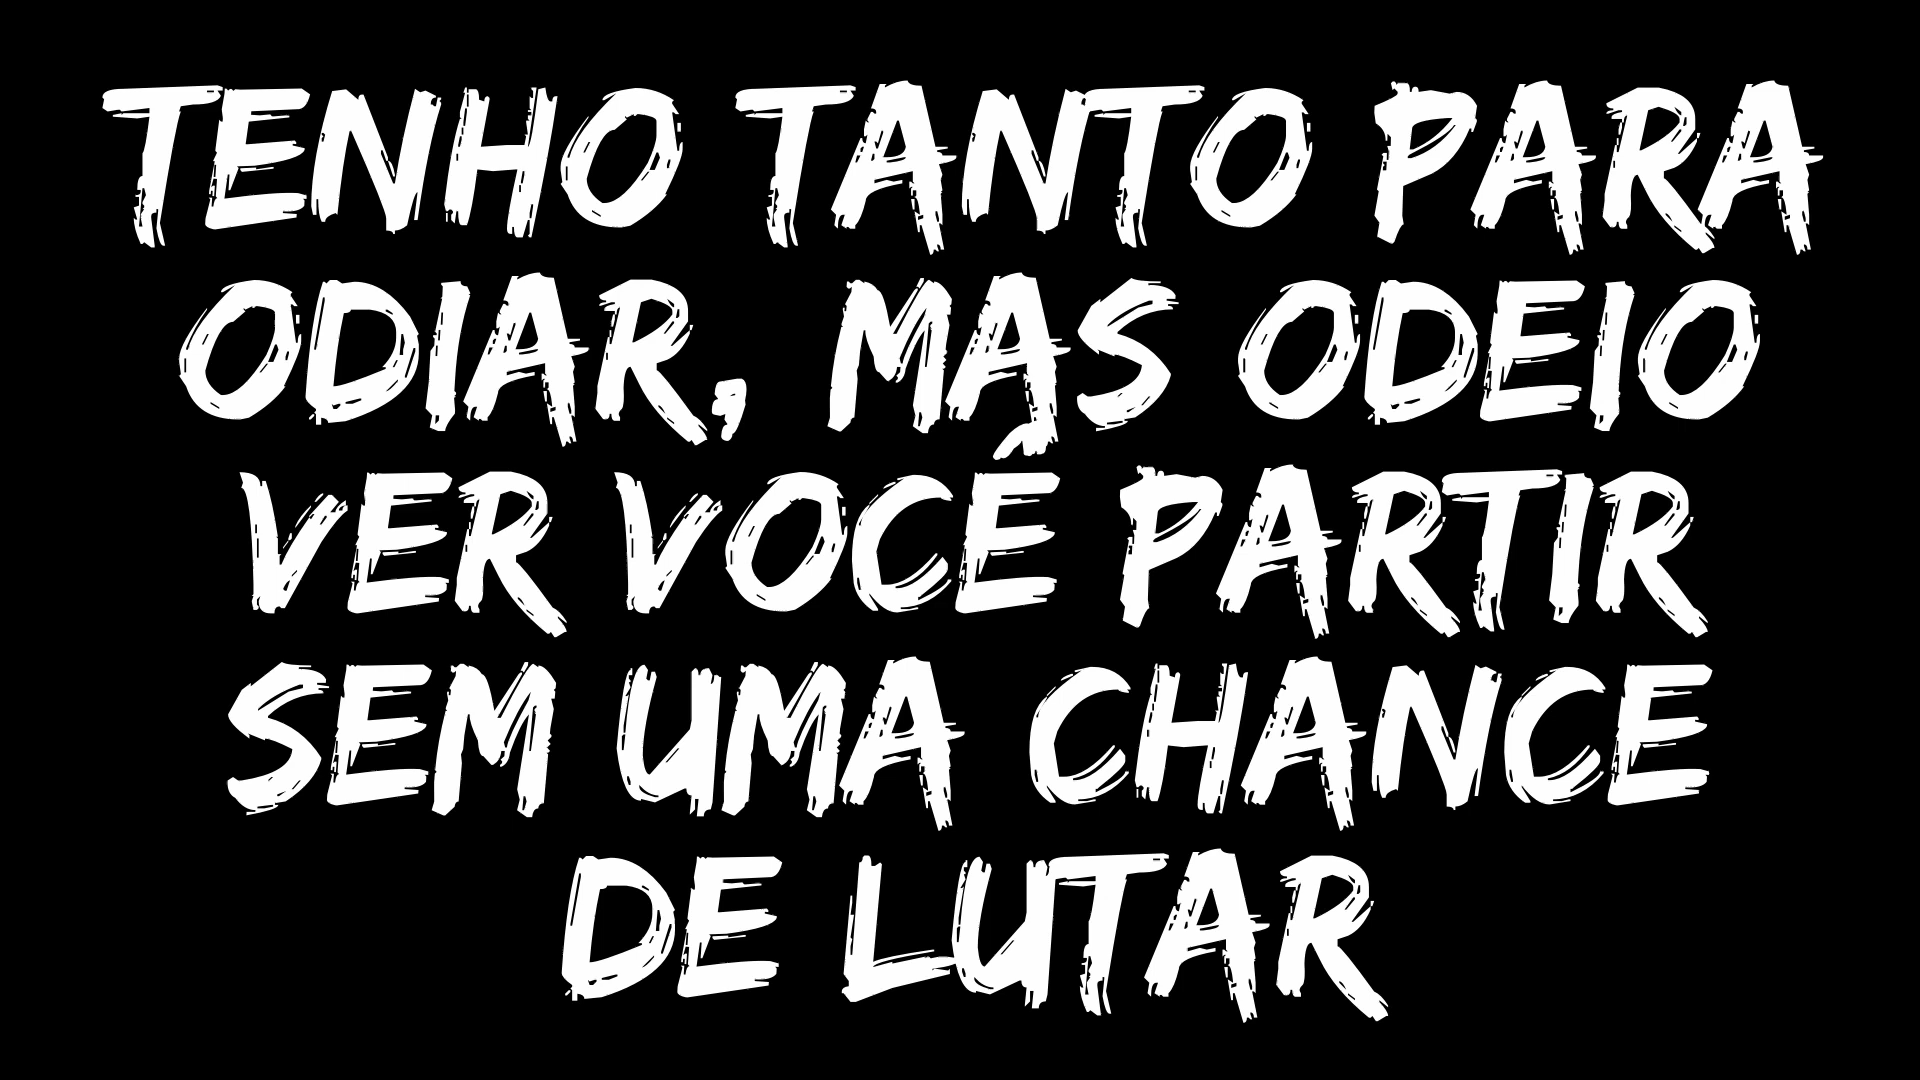 TENHO TANTO PARA
ODIAR, MAS ODEIO
VER VOCÊ PARTIR
SEM UMA CHANCE
DE LUTAR